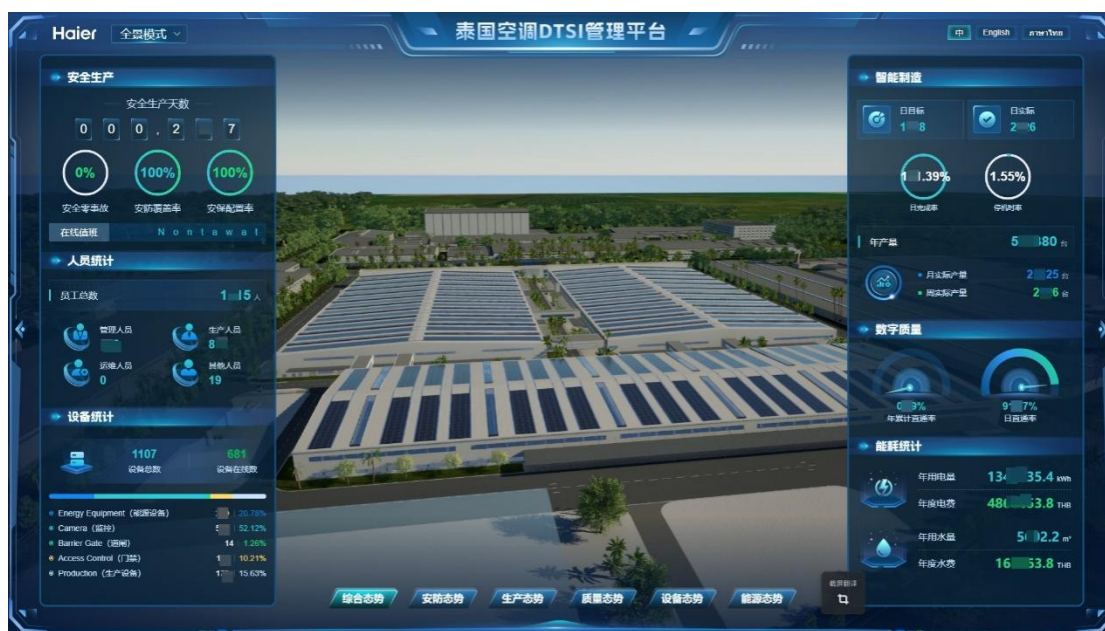 Haier 全景模式
泰国空调DTSI管理平台
中 English ภาษาไทย
安全生产
安全生产天数
0 0 0 , 2 7
0% 100% 100%
安全零事故 安防覆盖率 安保配置率
在线值班 Nontawat
人员统计
员工总数 人
管理人员
生产人员
8
运维人员
0
其他人员
19
设备统计
1107
设备总数
681
设备在线数
Energy Equipment (能源设备) 20.78%
Camera (监控) 52.12%
Barrier Gate (道闸) 14 1.26%
Access Control (门禁) 10.21%
Production (生产设备) 15.63%
智能制造
日目标
日实际
1.55%
日完成率 停机时率
年产量 台
月实际产量 台
周实际产量 台
数字质量
年累计直通率 日直通率
能耗统计
年用电量 kWh
年度电费 THB
年用水量 m³
年度水费 THB
综合态势 安防态势 生产态势 质量态势 设备态势 能源态势
截屏翻译